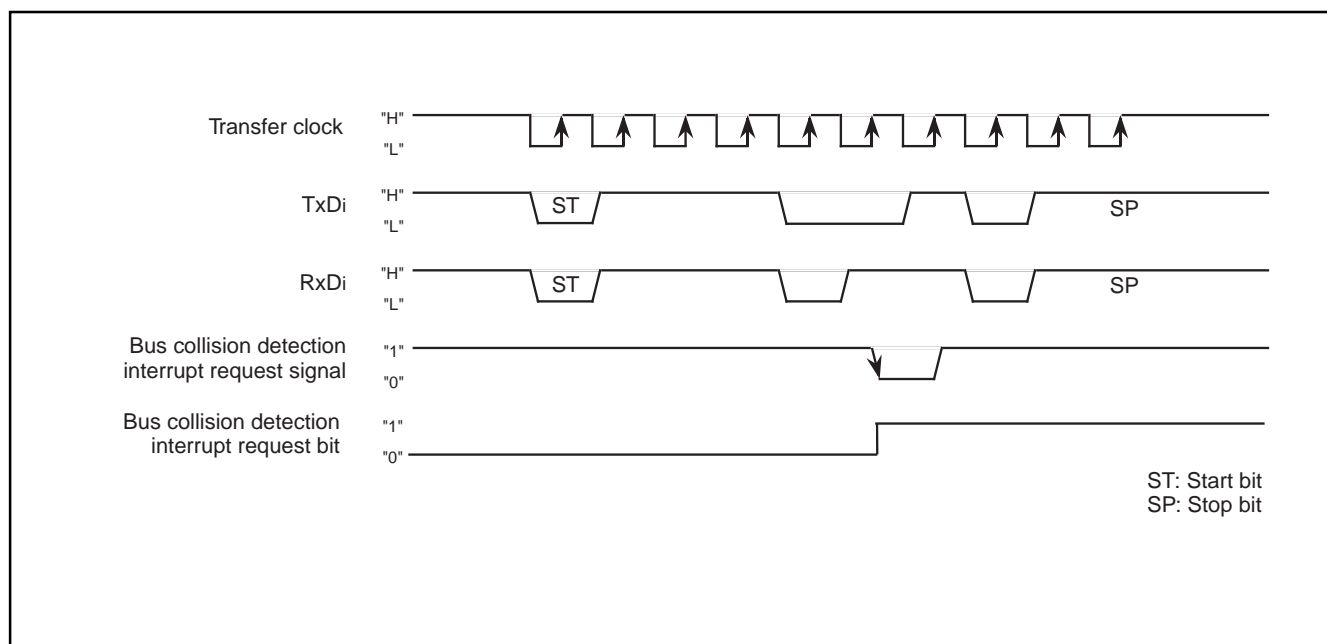 Transfer clock
"H"
"L"
TxDi
"H"
"L"
ST
SP
RxDi
"H"
"L"
ST
SP
Bus collision detection
interrupt request signal
"1"
"0"
Bus collision detection
interrupt request bit
"1"
"0"
ST: Start bit
SP: Stop bit